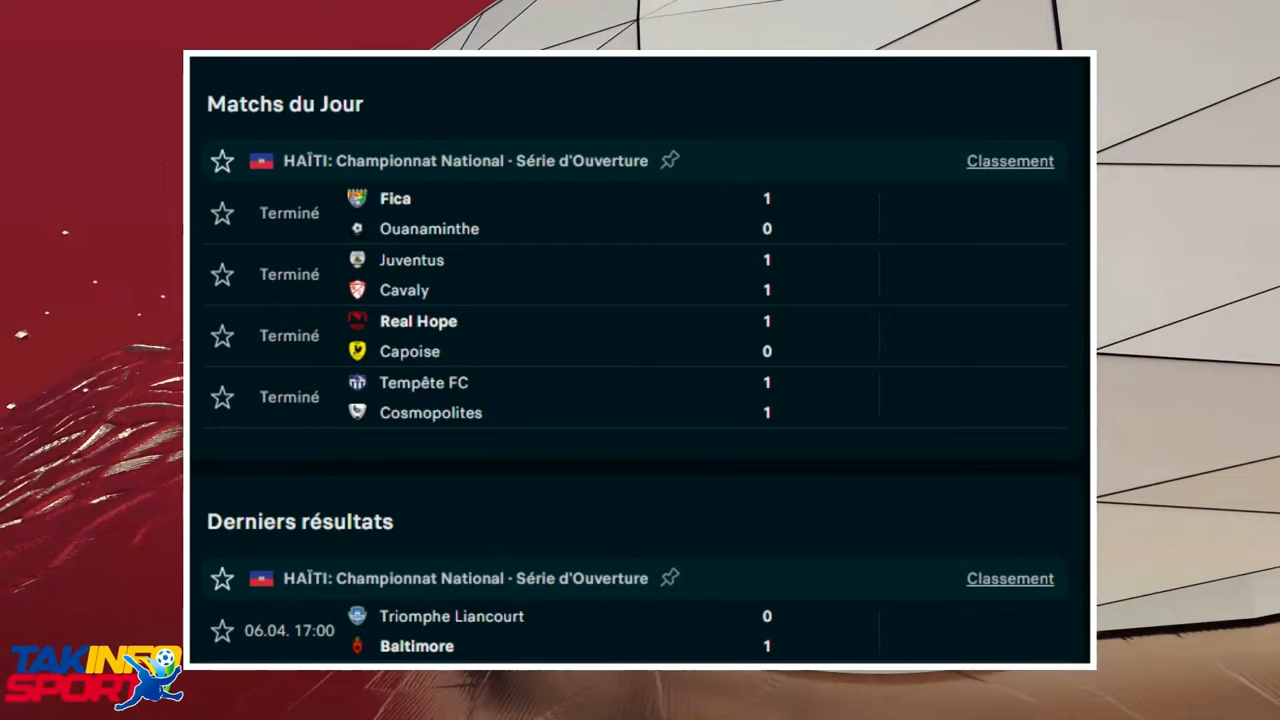 Matchs du Jour
HAÏTI: Championnat National - Série d'Ouverture Classement
Terminé
Fica 1
Ouanaminthe 0
Terminé
Juventus 1
Cavaly 1
Terminé
Real Hope 1
Capoise 0
Terminé
Tempête FC 1
Cosmopolites 1
Derniers résultats
HAÏTI: Championnat National - Série d'Ouverture Classement
06.04. 17:00
Triomphe Liancourt 0
Baltimore 1
TAKINFO
SPORT